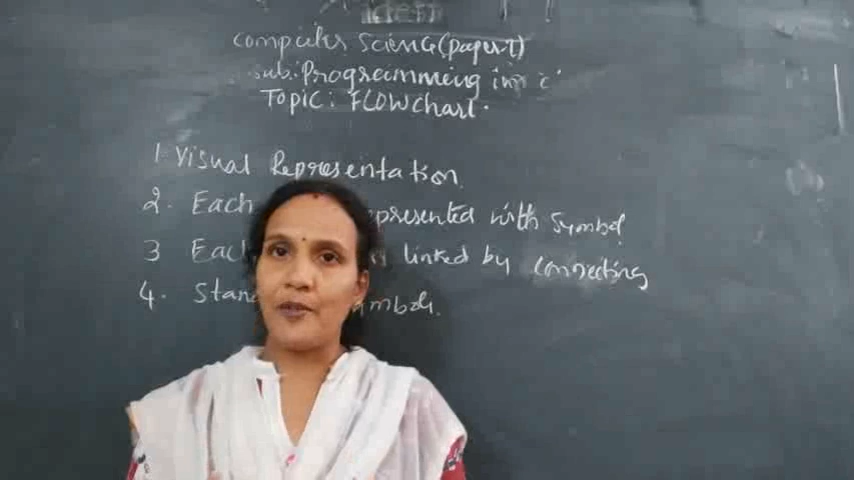 Computer Science (paper-I)
Sub: Programming in 'C'
Topic: FLOWchart.
1. Visual Representation.
2. Each represented with symbol
3 Each linked by connecting
4. Stan symbols.